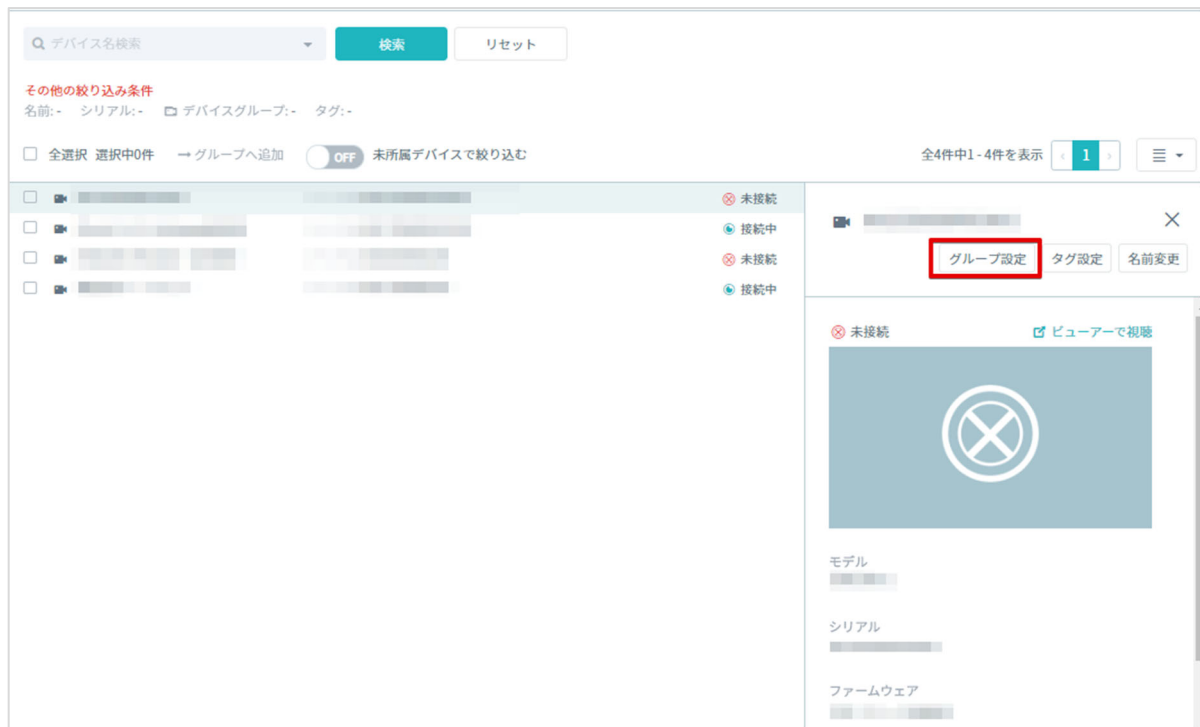 デバイス名検索 検索 リセット
その他の絞り込み条件
名前:- シリアル:- デバイスグループ:- タグ:-
全選択 選択中0件 →グループへ追加 OFF 未所属デバイスで絞り込む 全4件中1-4件を表示 < 1 >
未接続
接続中
未接続
接続中
グループ設定 タグ設定 名前変更
未接続 ビューアーで視聴
モデル
シリアル
ファームウェア